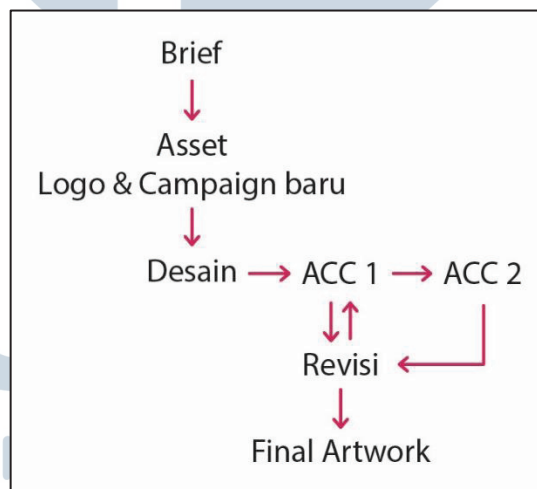 Brief
Asset
Logo & Campaign baru
Desain
ACC 1
ACC 2
Revisi
Final Artwork